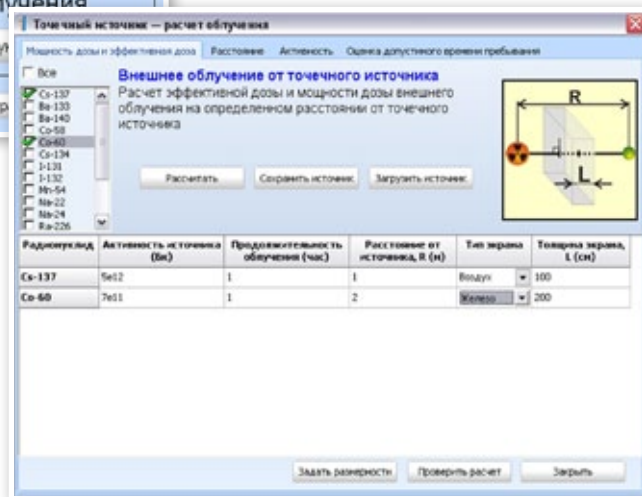 лучения
Точечный источник — расчет облучения
Мощность дозы и эффективная доза Расстояние Активность Оценка допустимого времени пребывания
Все
Внешнее облучение от точечного источника
Расчет эффективной дозы и мощности дозы внешнего
облучения на определенном расстоянии от точечного
источника
Cs-137
Ba-133
Ba-140
Co-58
Co-60
Cs-134
I-131
I-132
Mn-54
Na-22
Na-24
Ra-226
Рассчитать Сохранить источник Загрузить источник
R
L
Радионуклид Активность источника (Бк) Продолжительность облучения (час) Расстояние от источника, R (м) Тип экрана Толщина экрана, L (см)
Cs-137 5e12 1 1 Воздух 100
Co-60 7e11 1 2 Железо 200
Задать размерности Проверить расчет Закрыть